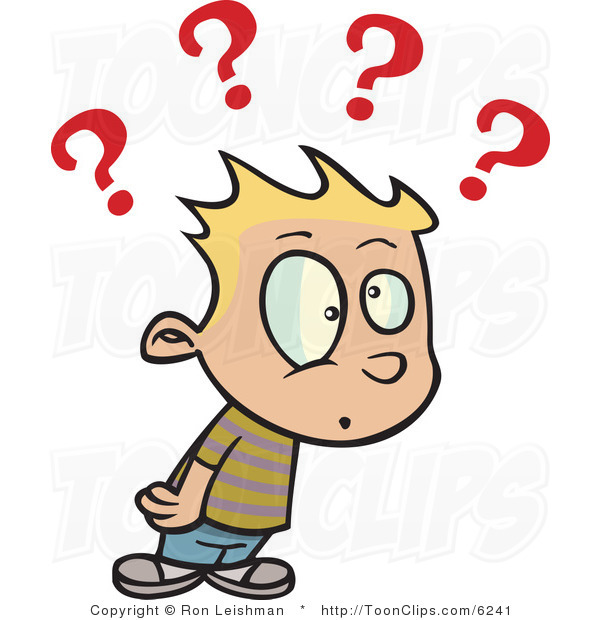 ? ? ? ?
TOONCLIPS
TOONCLIPS
TOONCLIPS
Copyright © Ron Leishman * http://ToonClips.com/6241